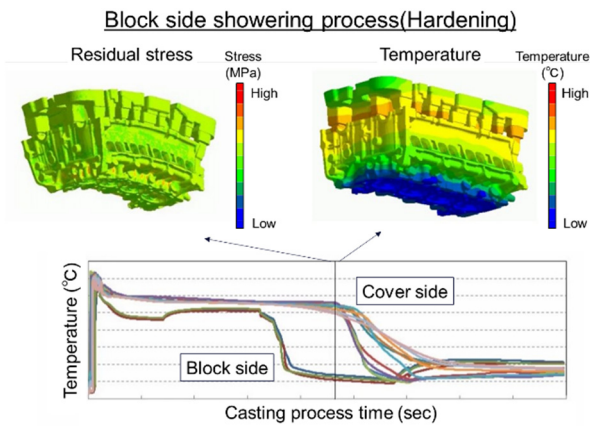 Block side showering process(Hardening)
Residual stress
Stress
(MPa)
High
Low
Temperature
Temperature
(℃)
High
Low
Temperature (℃)
Cover side
Block side
Casting process time (sec)